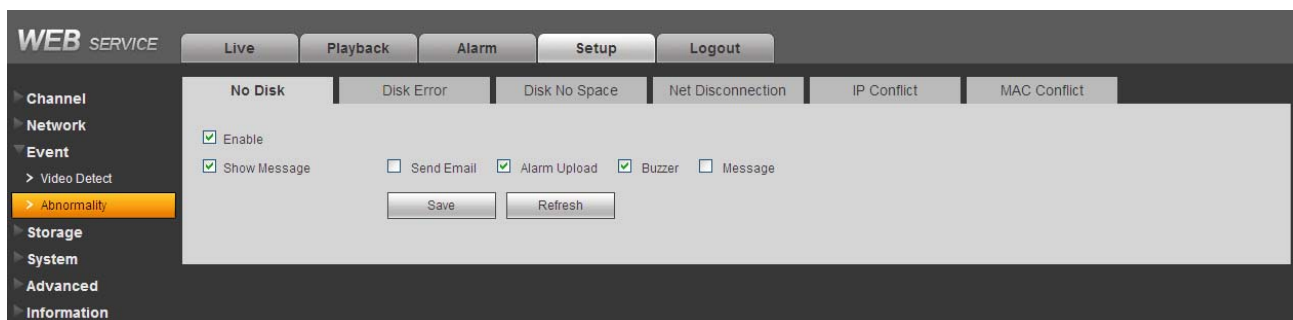 WEB SERVICE
Live Playback Alarm Setup Logout
Channel
Network
Event
> Video Detect
> Abnormality
Storage
System
Advanced
Information
No Disk Disk Error Disk No Space Net Disconnection IP Conflict MAC Conflict
Enable
Show Message Send Email Alarm Upload Buzzer Message
Save Refresh